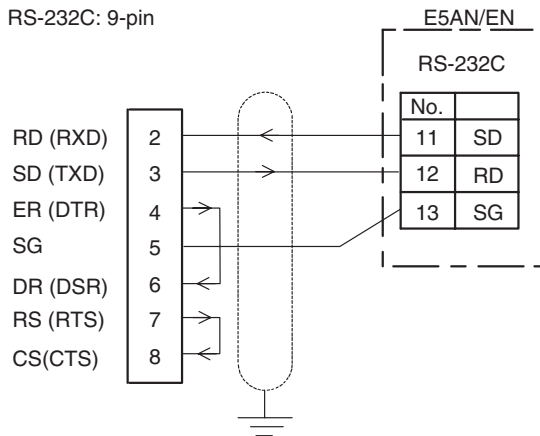 RS-232C: 9-pin
E5AN/EN
RS-232C
No.
RD (RXD) 2 11 SD
SD (TXD) 3 12 RD
ER (DTR) 4 13 SG
SG 5
DR (DSR) 6
RS (RTS) 7
CS(CTS) 8